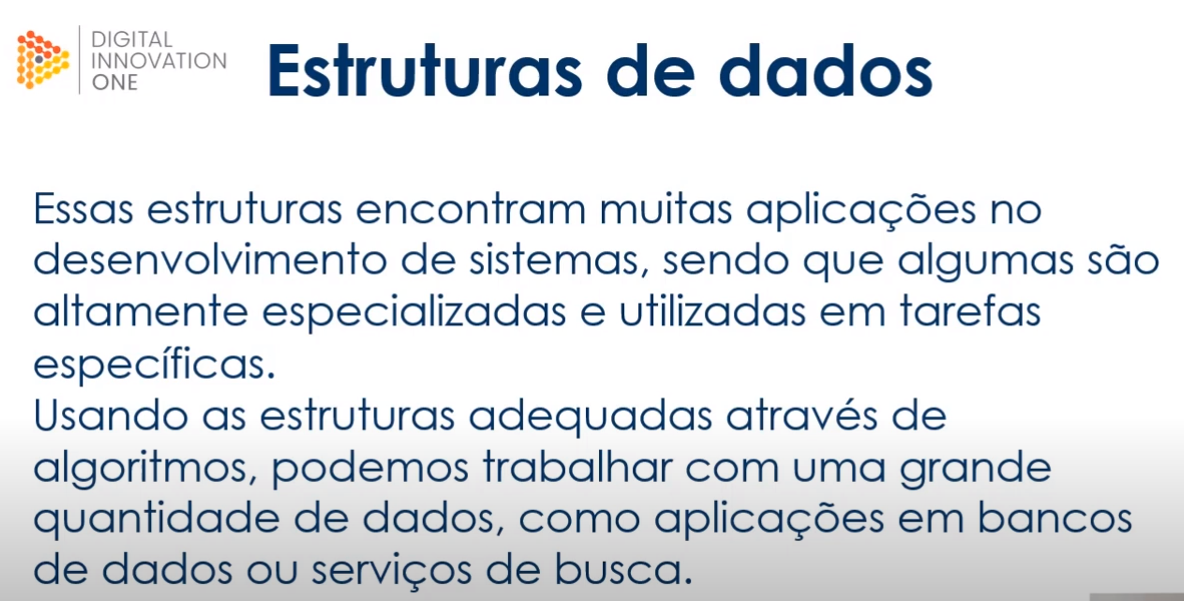 DIGITAL
INNOVATION
ONE
Estruturas de dados
Essas estruturas encontram muitas aplicações no
desenvolvimento de sistemas, sendo que algumas são
altamente especializadas e utilizadas em tarefas
específicas.
Usando as estruturas adequadas através de
algoritmos, podemos trabalhar com uma grande
quantidade de dados, como aplicações em bancos
de dados ou serviços de busca.